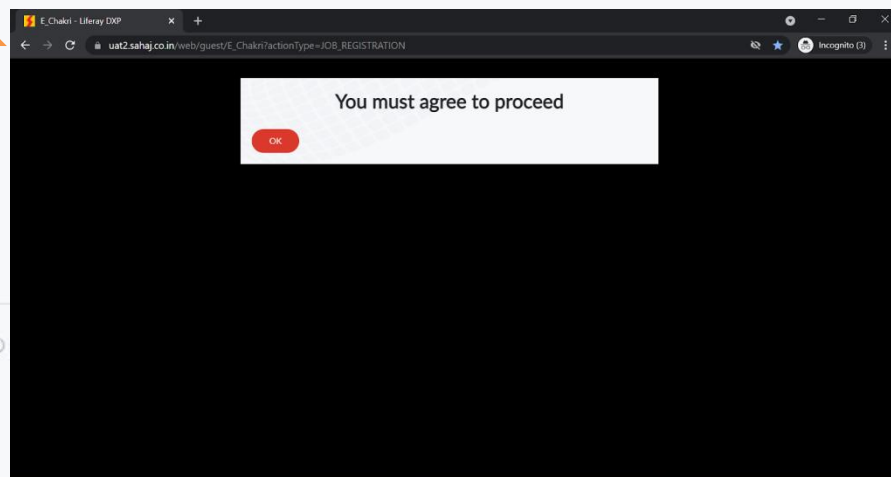 E_Chakri - Liferay DXP
uat2.sahaj.co.in/web/guest/E_Chakri?actionType=JOB_REGISTRATION
Incognito (3)
You must agree to proceed
OK